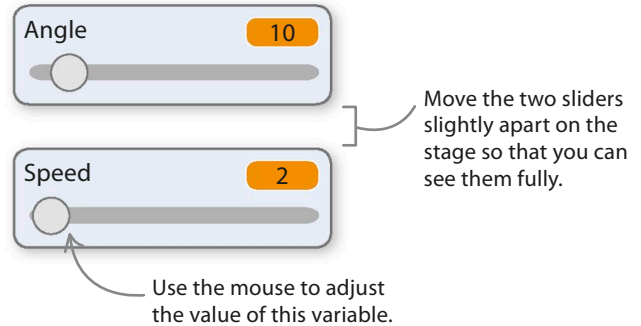 Angle 10
Move the two sliders
slightly apart on the
stage so that you can
see them fully.
Speed 2
Use the mouse to adjust
the value of this variable.